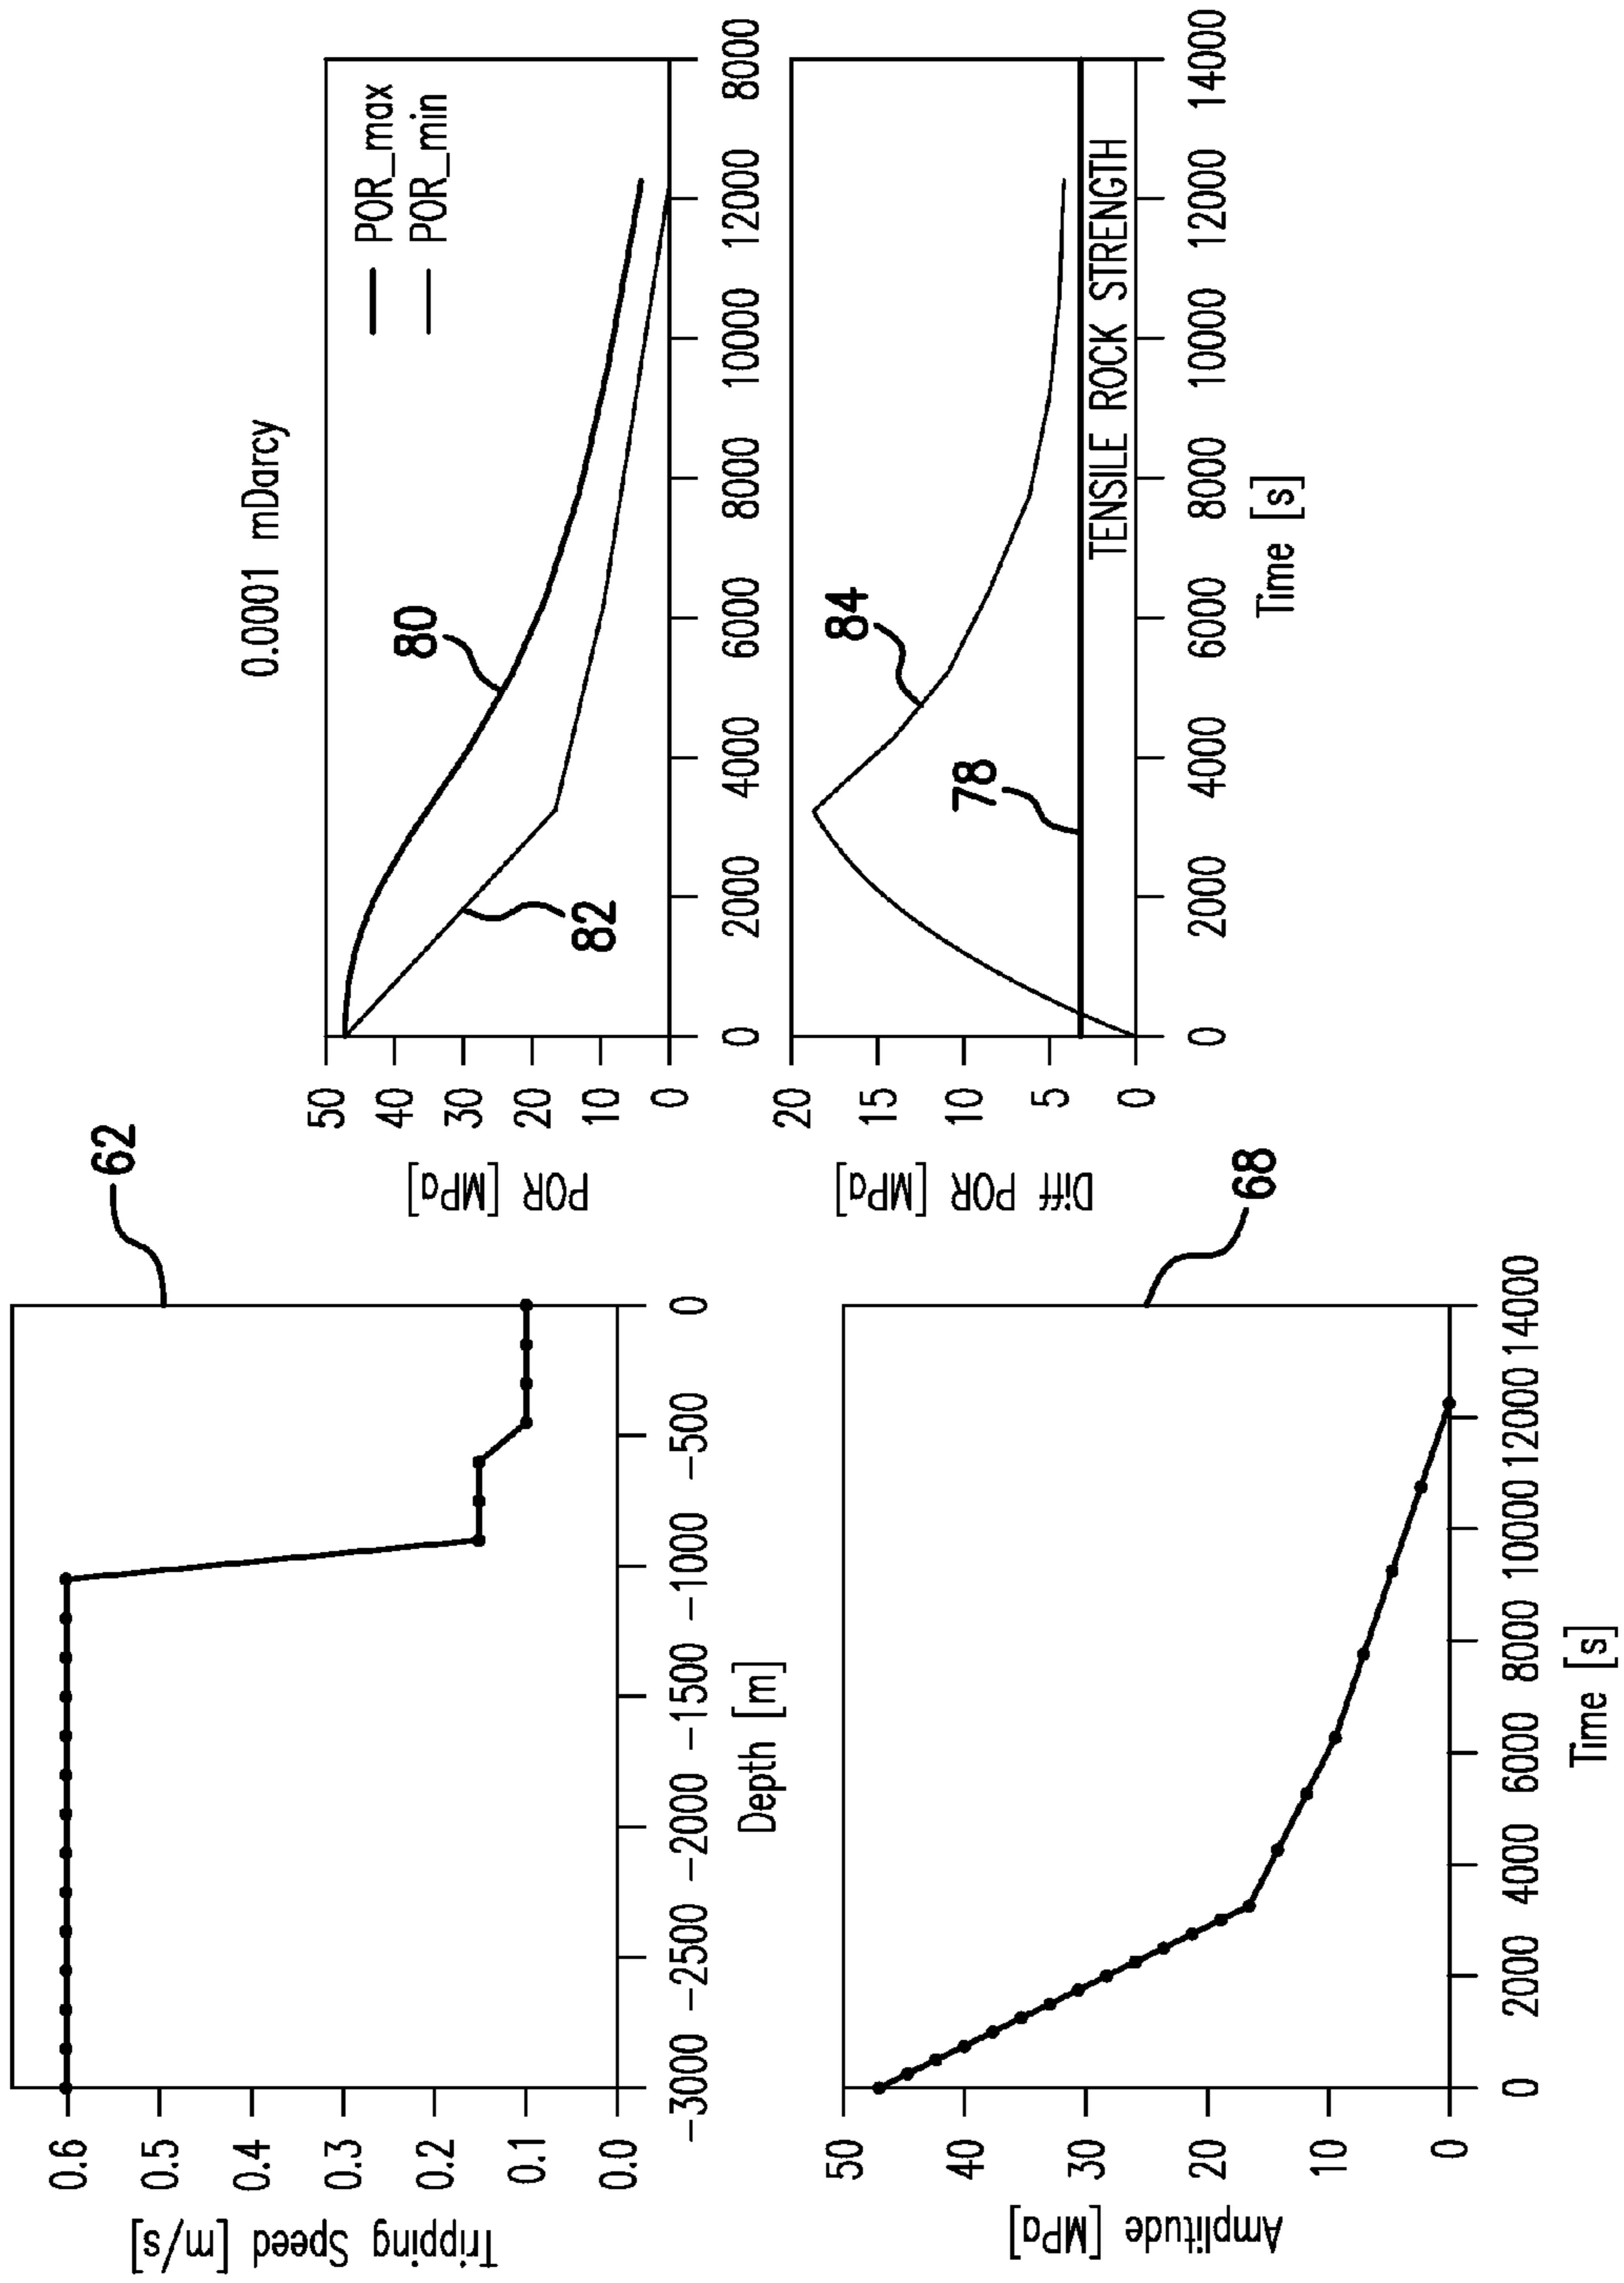 62
Tripping Speed [m/s]
0.6
0.5
0.4
0.3
0.2
0.1
0.0
−3000 −2500 −2000 −1500 −1000 −500 0
Depth [m]
68
Amplitude [MPa]
50
40
30
20
10
0
0 2000 4000 6000 8000 10000 12000 14000
Time [s]
0.0001 mDarcy
POR [MPa]
50
40
30
20
10
0
80
82
POR_max
POR_min
0 2000 4000 6000 8000 10000 12000 8000
Diff POR [MPa]
20
15
10
5
0
84
78
TENSILE ROCK STRENGTH
0 2000 4000 6000 8000 10000 12000 14000
Time [s]